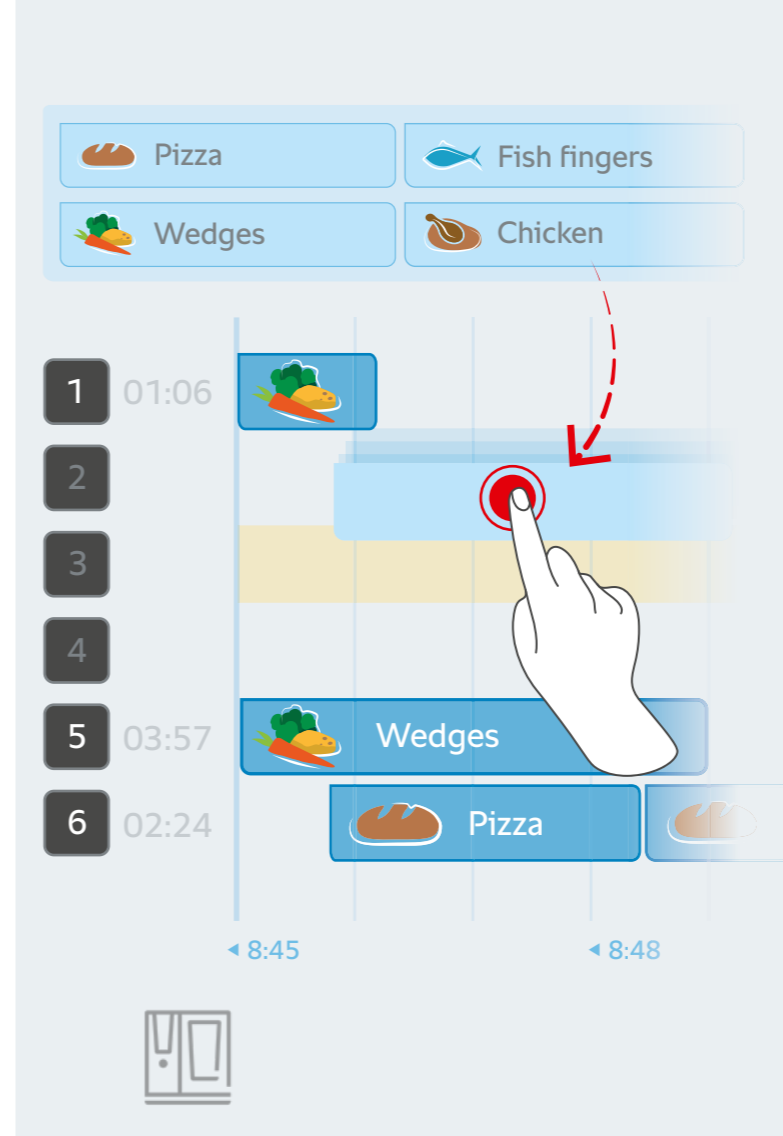 Pizza
Fish fingers
Wedges
Chicken
1 01:06
2
3
4
5 03:57 Wedges
6 02:24 Pizza
8:45 8:48